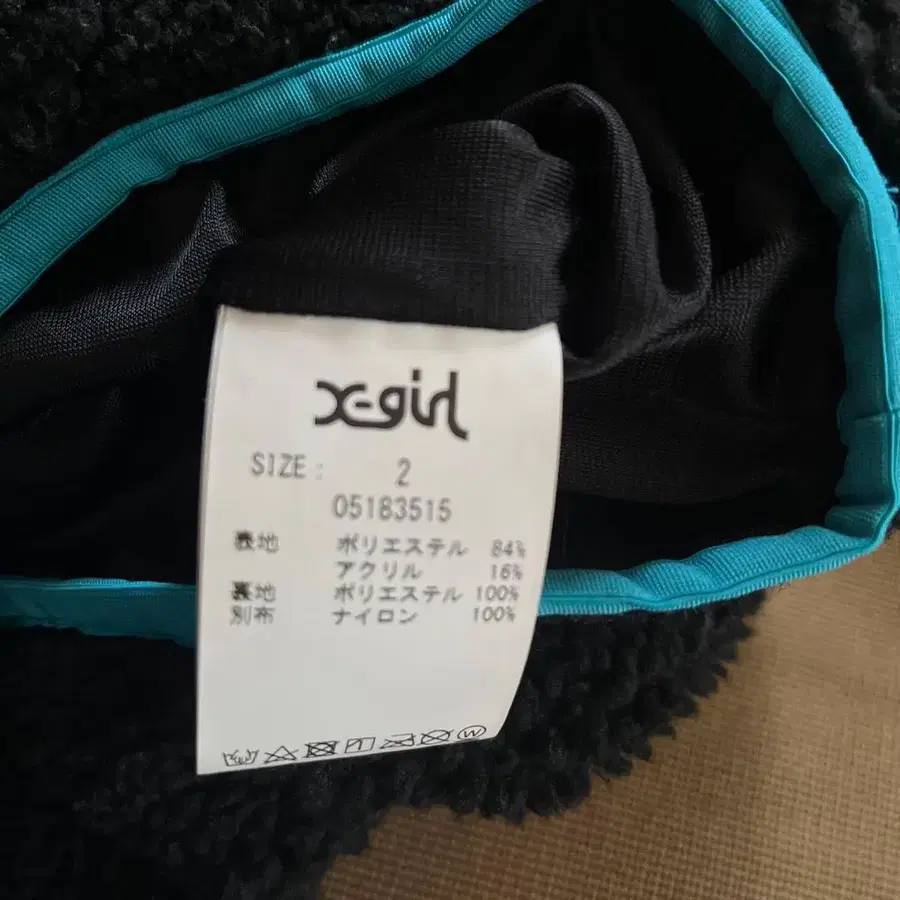 X-girl
SIZE : 2
05183515
表地 ポリエステル 84%
アクリル 16%
裏地 ポリエステル 100%
別布 ナイロン 100%
W